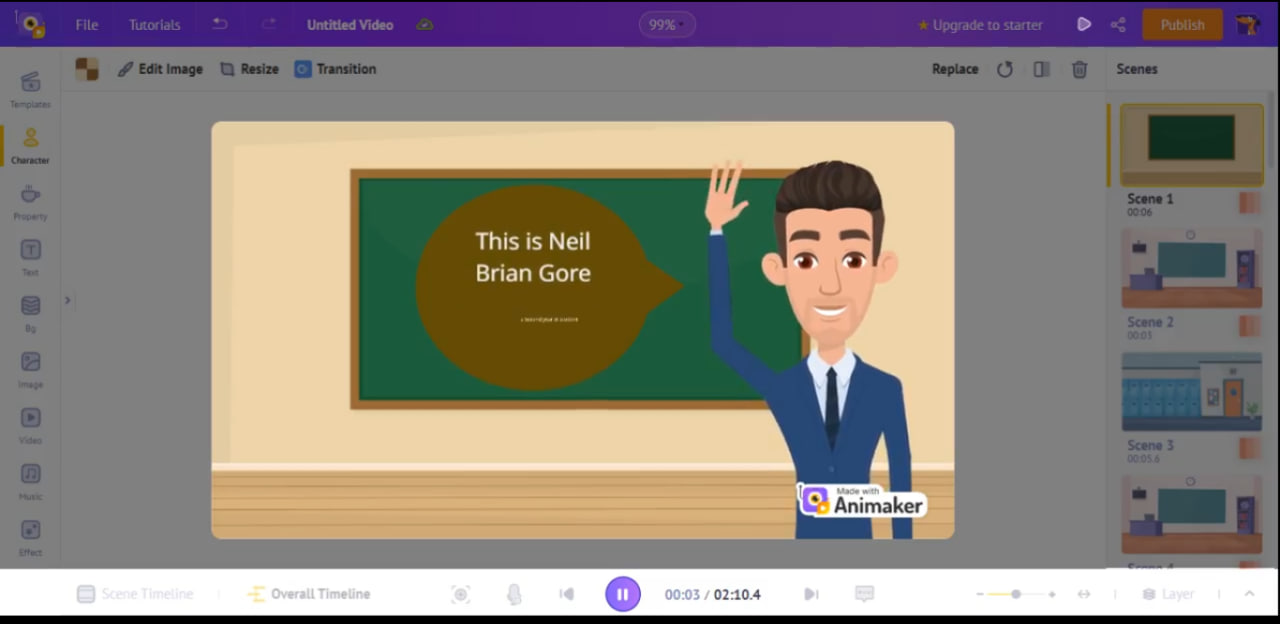 File
Tutorials
Untitled Video
99%
Upgrade to starter
Publish
Edit Image
Resize
Transition
Replace
Scenes
Templates
Character
Property
Text
Bg
Image
Video
Music
Effect
This is Neil
Brian Gore
Made with
Animaker
Scene 1
00:06
Scene 2
00:03
Scene 3
00:05.6
Scene Timeline
Overall Timeline
00:03 / 02:10.4
Layer